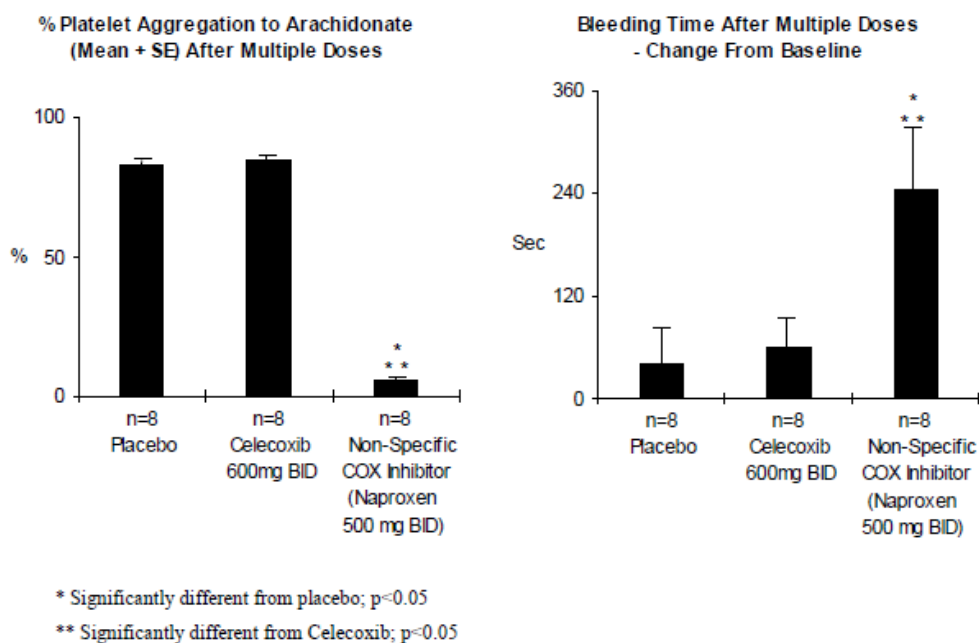 % Platelet Aggregation to Arachidonate
(Mean + SE) After Multiple Doses
100
%
50
0
*
**
n=8
Placebo
n=8
Celecoxib
600mg BID
n=8
Non-Specific
COX Inhibitor
(Naproxen
500 mg BID)
Bleeding Time After Multiple Doses
- Change From Baseline
360
240
Sec
120
0
*
**
n=8
Placebo
n=8
Celecoxib
600mg BID
n=8
Non-Specific
COX Inhibitor
(Naproxen
500 mg BID)
* Significantly different from placebo; p<0.05
** Significantly different from Celecoxib; p<0.05